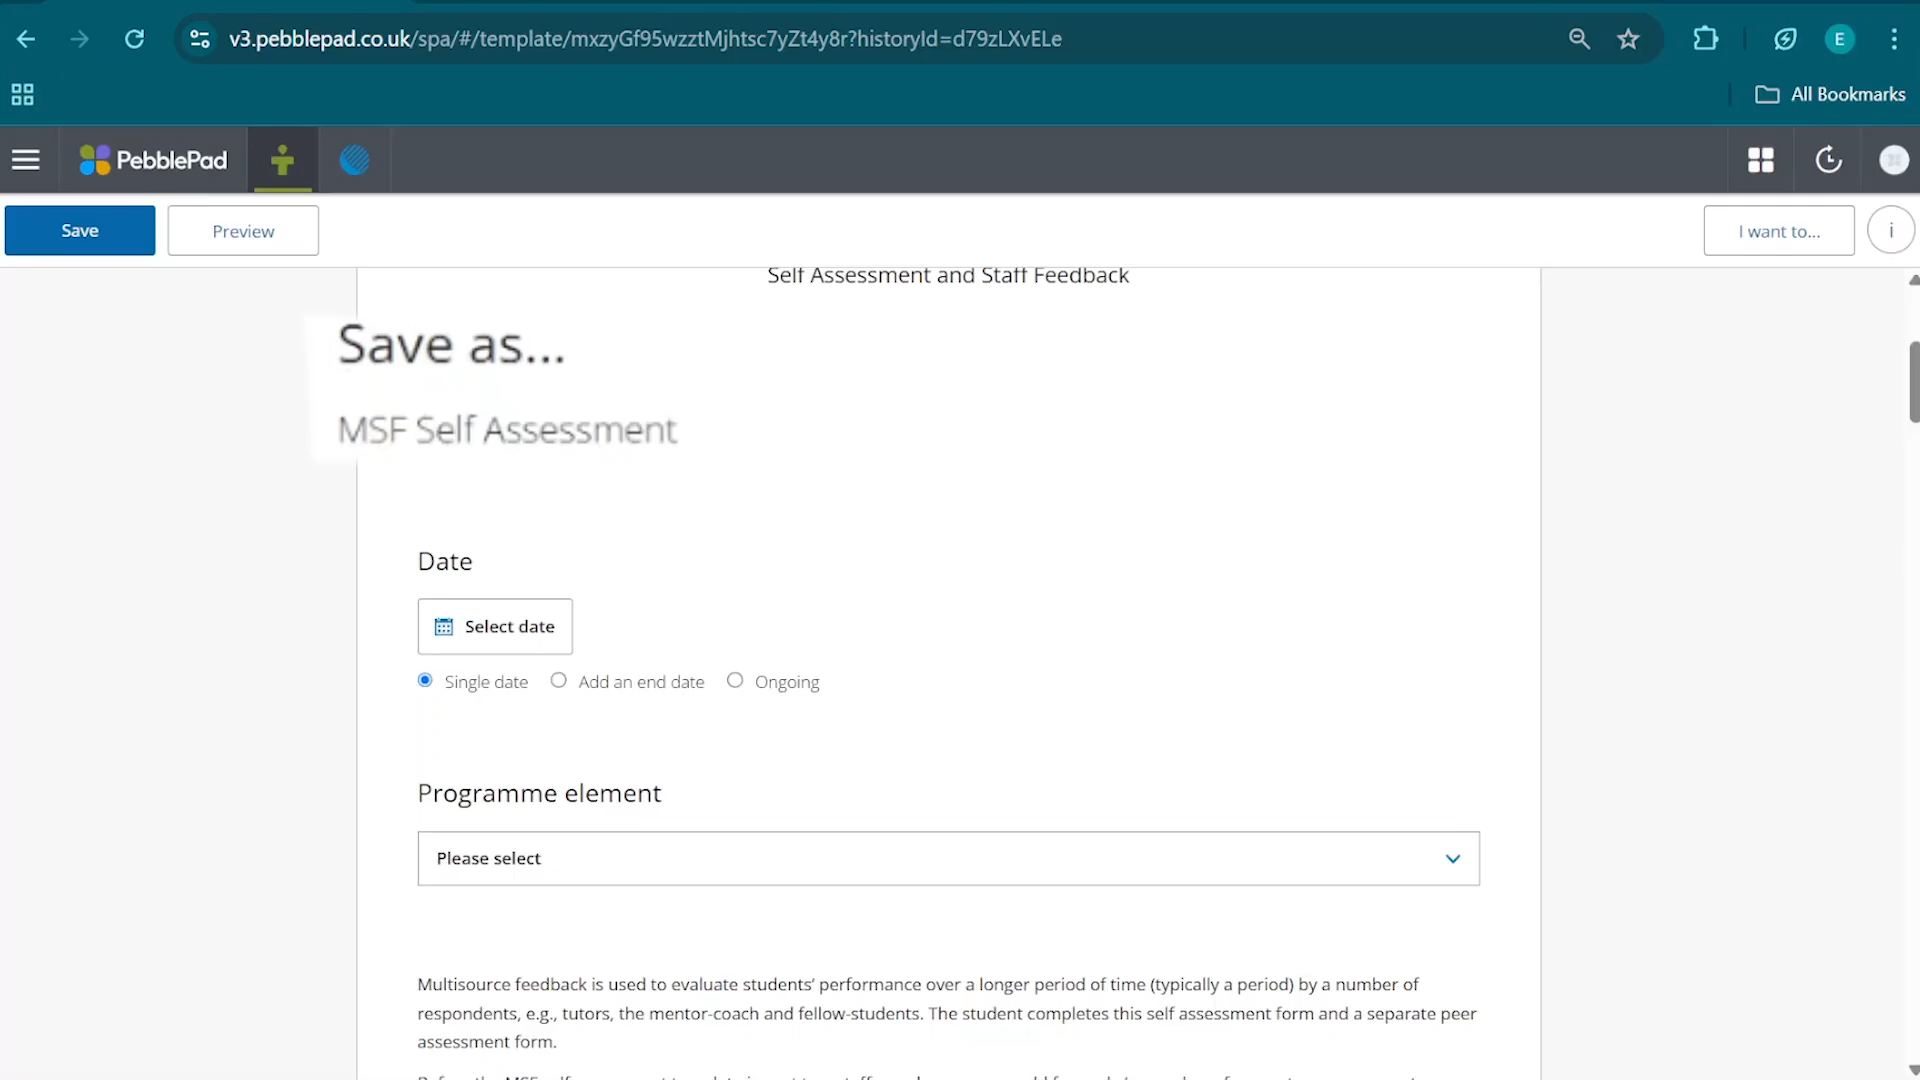 v3.pebblepad.co.uk/spa/#/template/mxzyGf95wzztMjhtsc7yZt4y8r?historyId=d79zLXvELe
E
All Bookmarks
PebblePad
Save
Preview
I want to...
i
Self Assessment and Staff Feedback
Save as...
MSF Self Assessment
Date
Select date
Single date
Add an end date
Ongoing
Programme element
Please select
Multisource feedback is used to evaluate students' performance over a longer period of time (typically a period) by a number of
respondents, e.g., tutors, the mentor-coach and fellow-students. The student completes this self assessment form and a separate peer
assessment form.